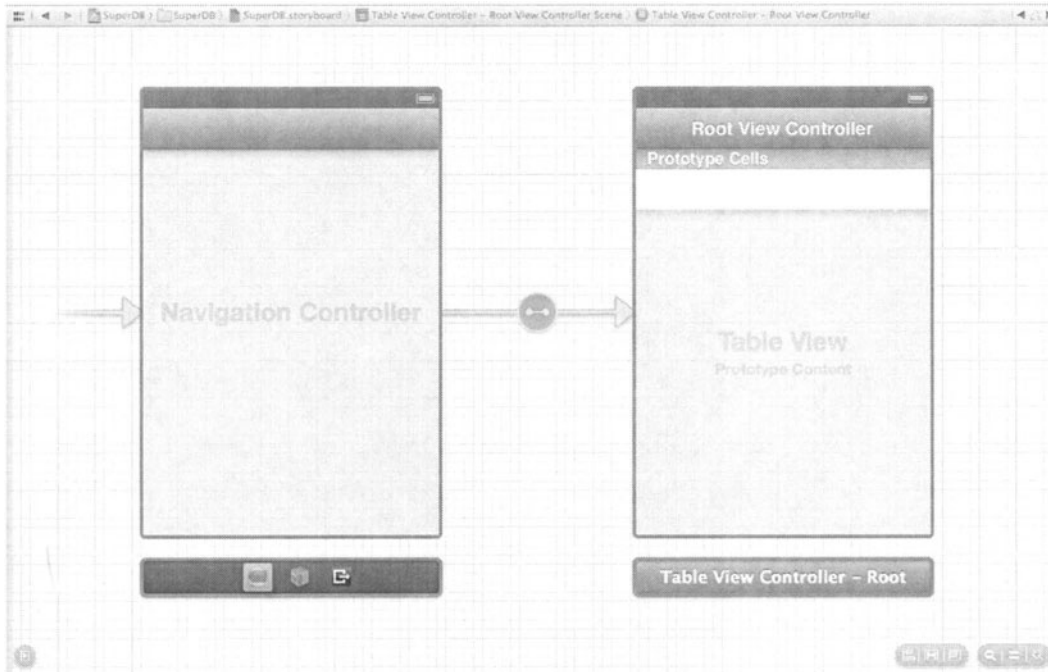 SuperDB SuperDB SuperDB.storyboard Table View Controller – Root View Controller Scene Table View Controller – Root View Controller
Root View Controller
Prototype Cells
Navigation Controller
Table View
Prototype Content
Table View Controller – Root